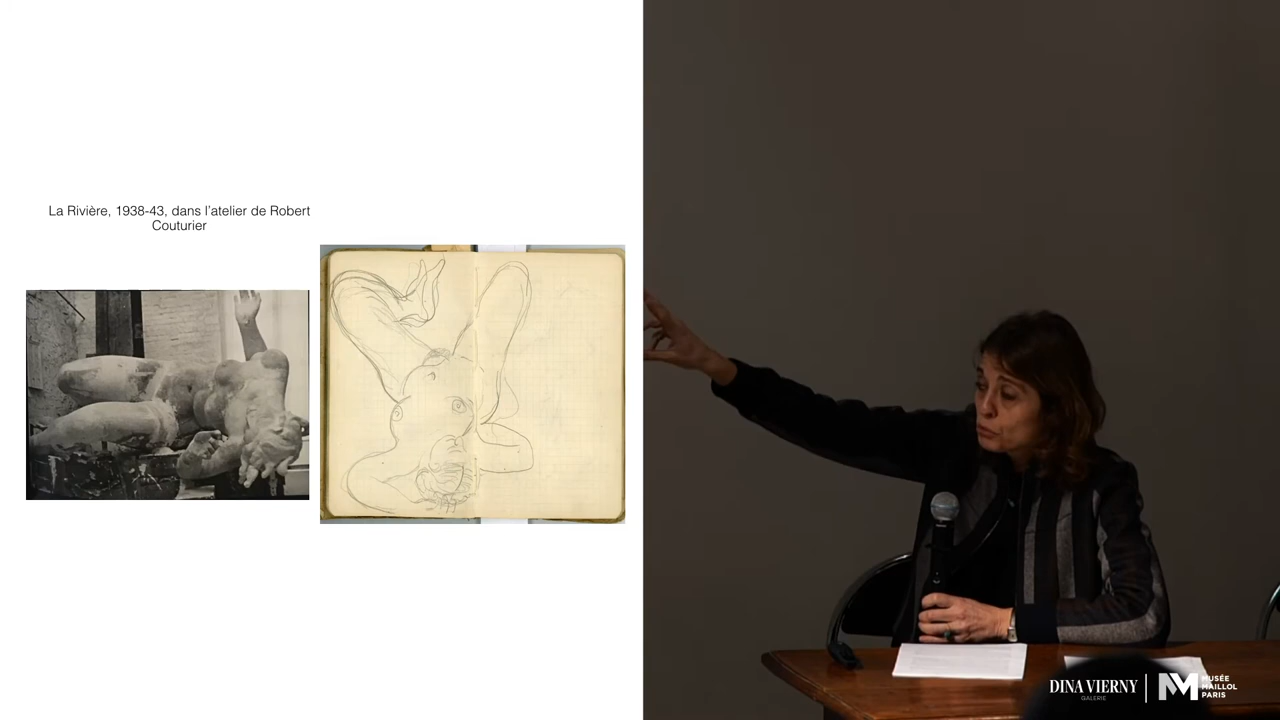 La Rivière, 1938-43, dans l'atelier de Robert
Couturier
DINA VIERNY
GALERIE
MUSÉE
MAILLOL
PARIS